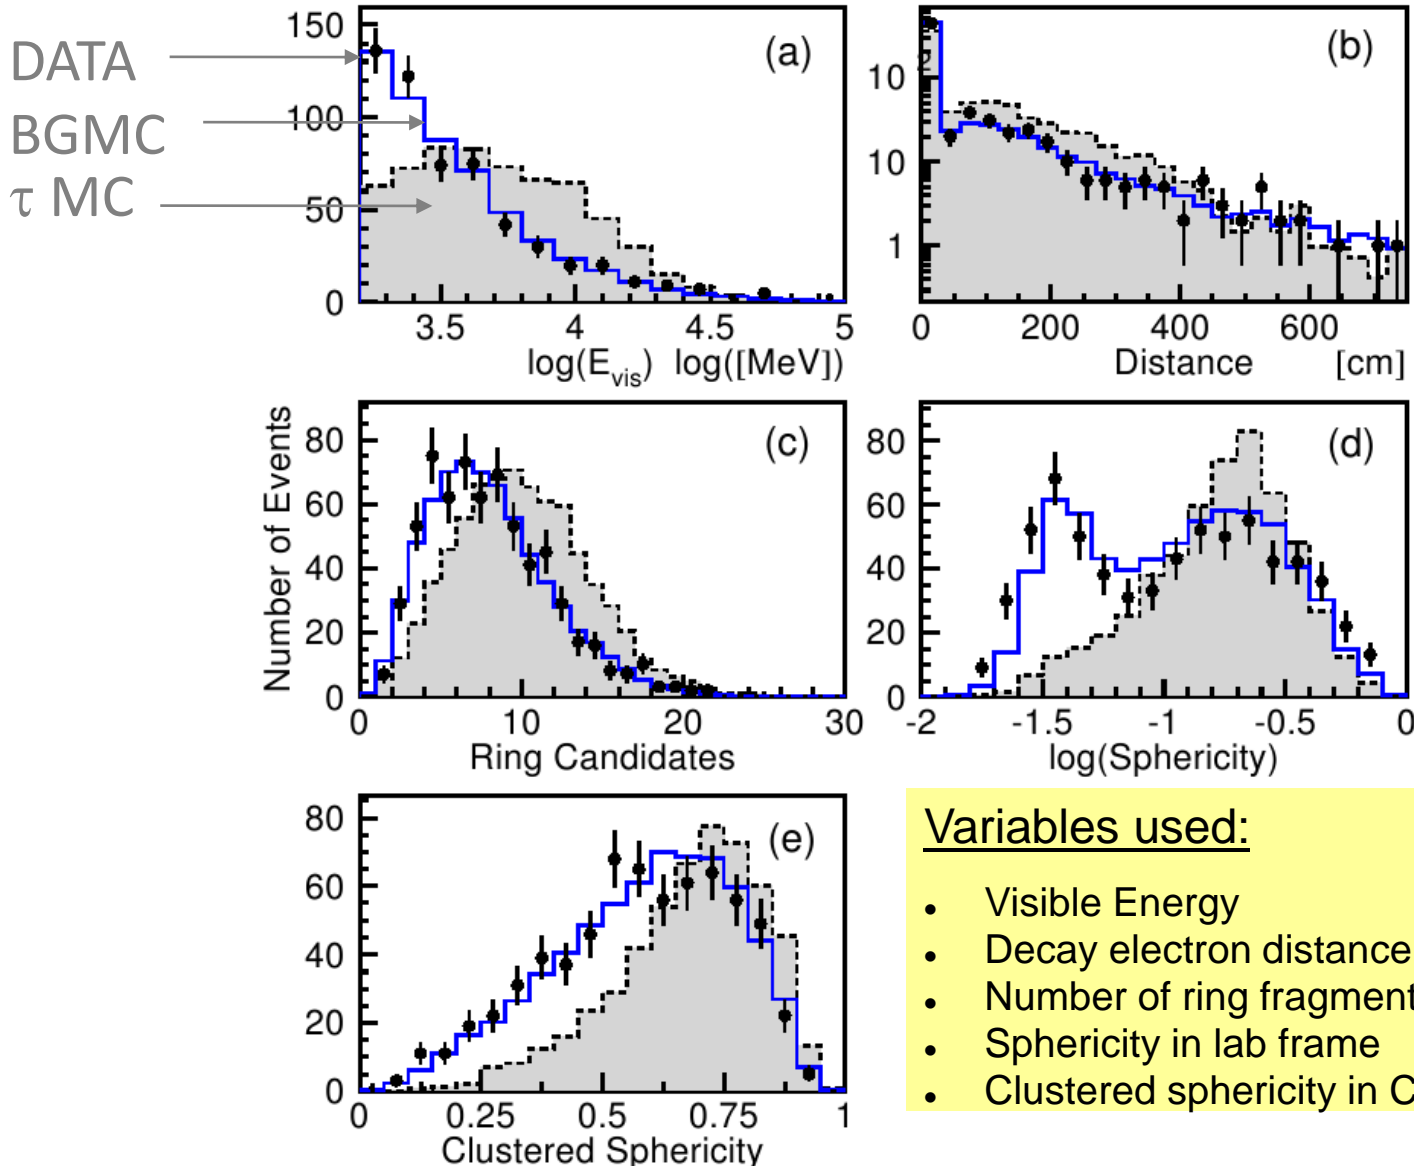 DATA
BGMC
τ MC
(a)
150
100
50
0
3.5 4 4.5 5
log(E_vis) log([MeV])
(b)
10
10
1
0 200 400 600
Distance [cm]
Number of Events
(c)
80
60
40
20
0
0 10 20 30
Ring Candidates
(d)
80
60
40
20
0
-2 -1.5 -1 -0.5 0
log(Sphericity)
(e)
80
60
40
20
0
0 0.25 0.5 0.75 1
Clustered Sphericity
Variables used:
• Visible Energy
• Decay electron distance
• Number of ring fragment
• Sphericity in lab frame
• Clustered sphericity in C